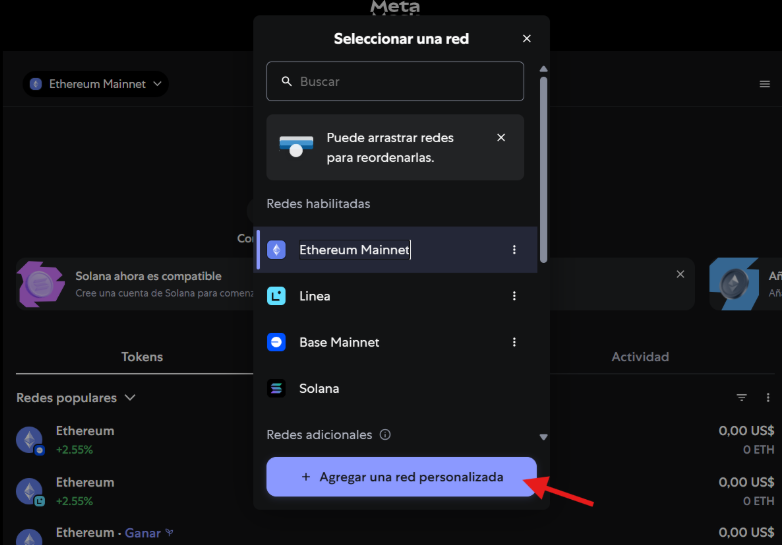 Meta
Seleccionar una red
Ethereum Mainnet
Buscar
Puede arrastrar redes
para reordenarlas.
Redes habilitadas
Ethereum Mainnet
Linea
Base Mainnet
Solana
Redes adicionales
+ Agregar una red personalizada
Co
Solana ahora es compatible
Cree una cuenta de Solana para comenz
Añ
Añ
Tokens
Actividad
Redes populares
Ethereum
+2.55%
0,00 US$
0 ETH
Ethereum
+2.55%
0,00 US$
0 ETH
Ethereum • Ganar
0,00 US$